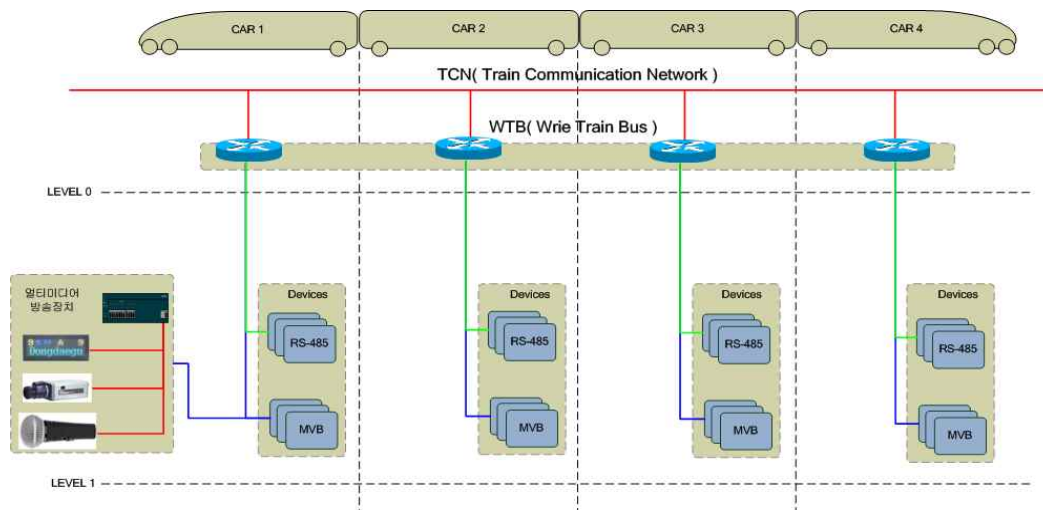 CAR 1
CAR 2
CAR 3
CAR 4
TCN( Train Communication Network )
WTB( Wrie Train Bus )
LEVEL 0
멀티미디어
방송장치
Dongdaegu
Devices
RS-485
MVB
Devices
RS-485
MVB
Devices
RS-485
MVB
Devices
RS-485
MVB
LEVEL 1